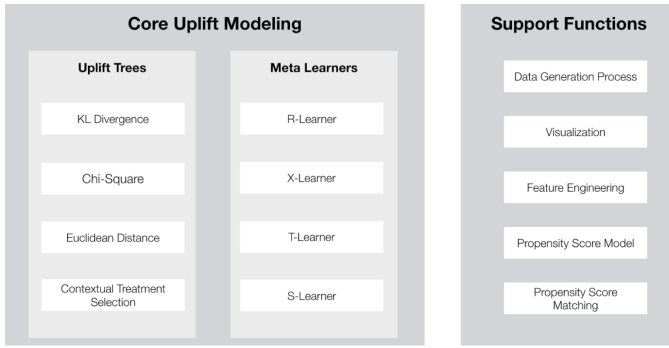 Core Uplift Modeling
Uplift Trees
KL Divergence
Chi-Square
Euclidean Distance
Contextual Treatment
Selection
Meta Learners
R-Learner
X-Learner
T-Learner
S-Learner
Support Functions
Data Generation Process
Visualization
Feature Engineering
Propensity Score Model
Propensity Score
Matching